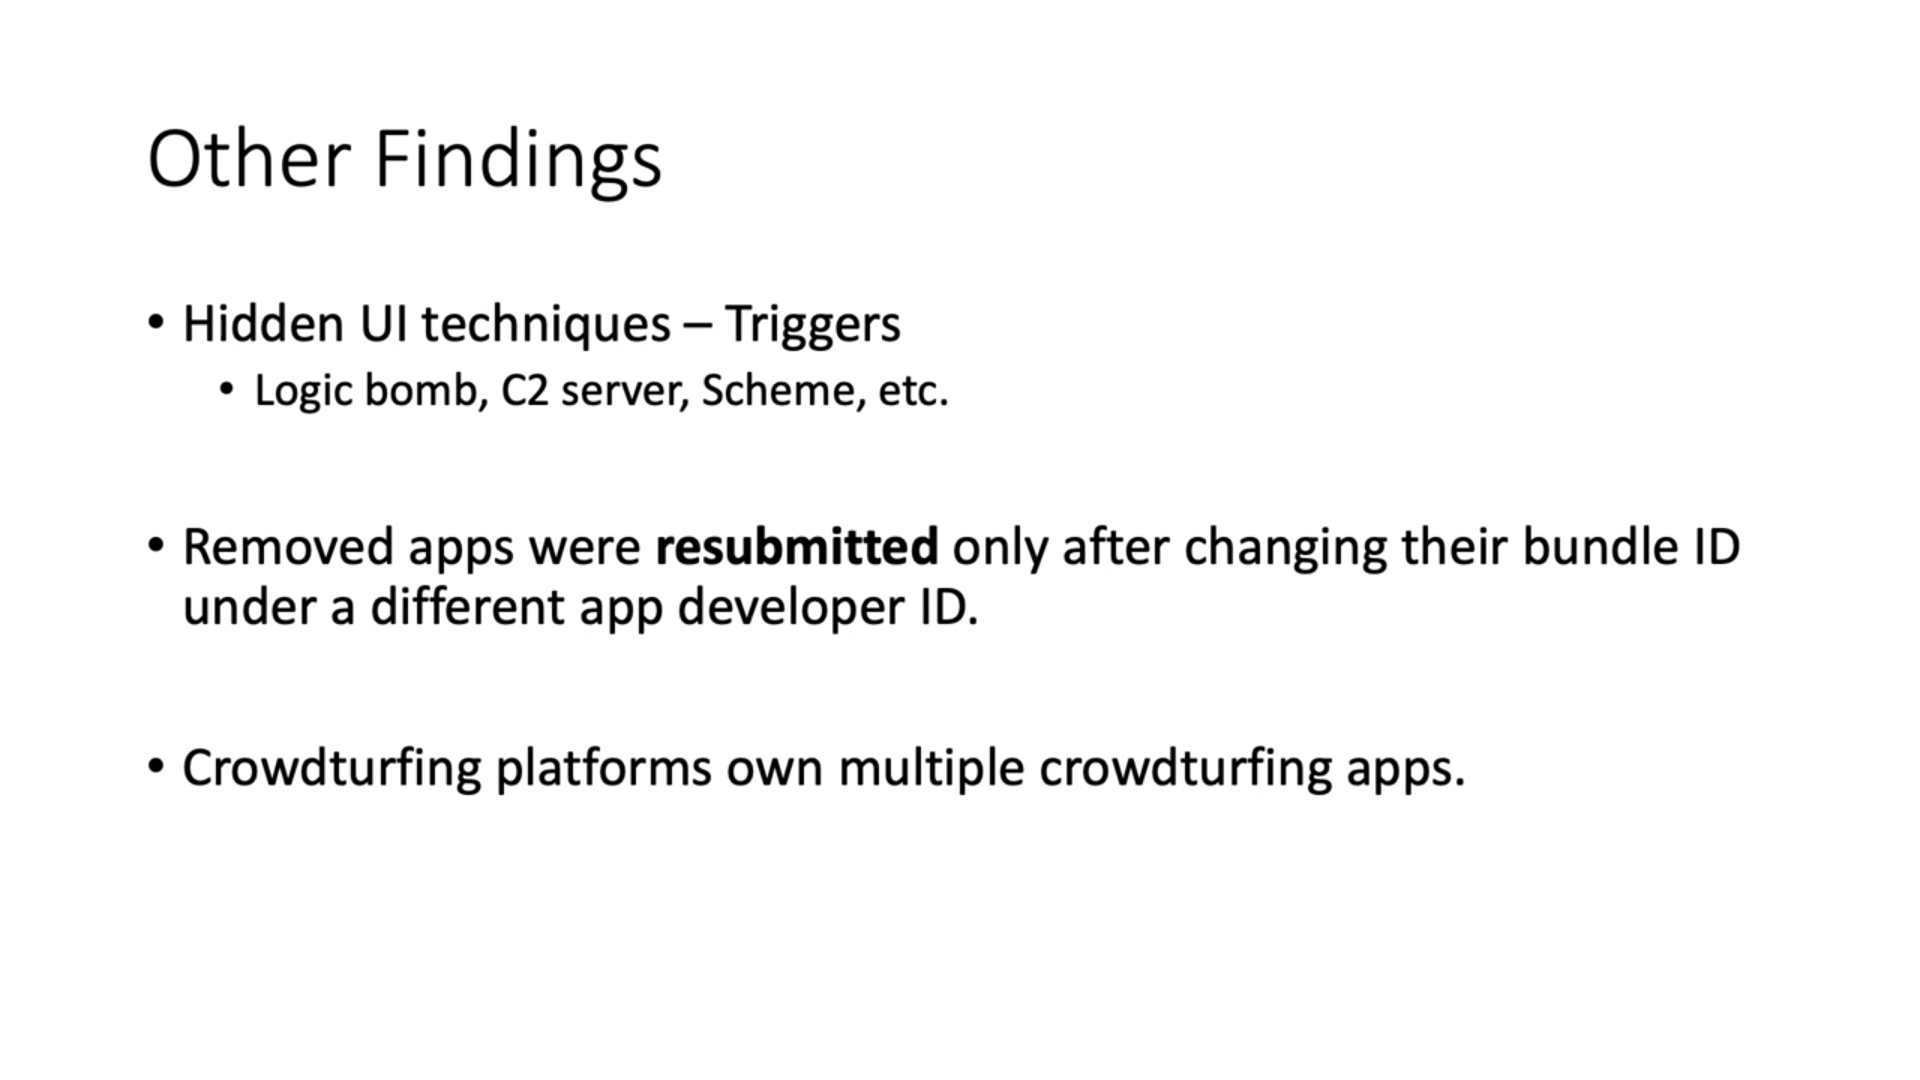 Other Findings
• Hidden UI techniques – Triggers
• Logic bomb, C2 server, Scheme, etc.
• Removed apps were resubmitted only after changing their bundle ID
under a different app developer ID.
• Crowdturfing platforms own multiple crowdturfing apps.